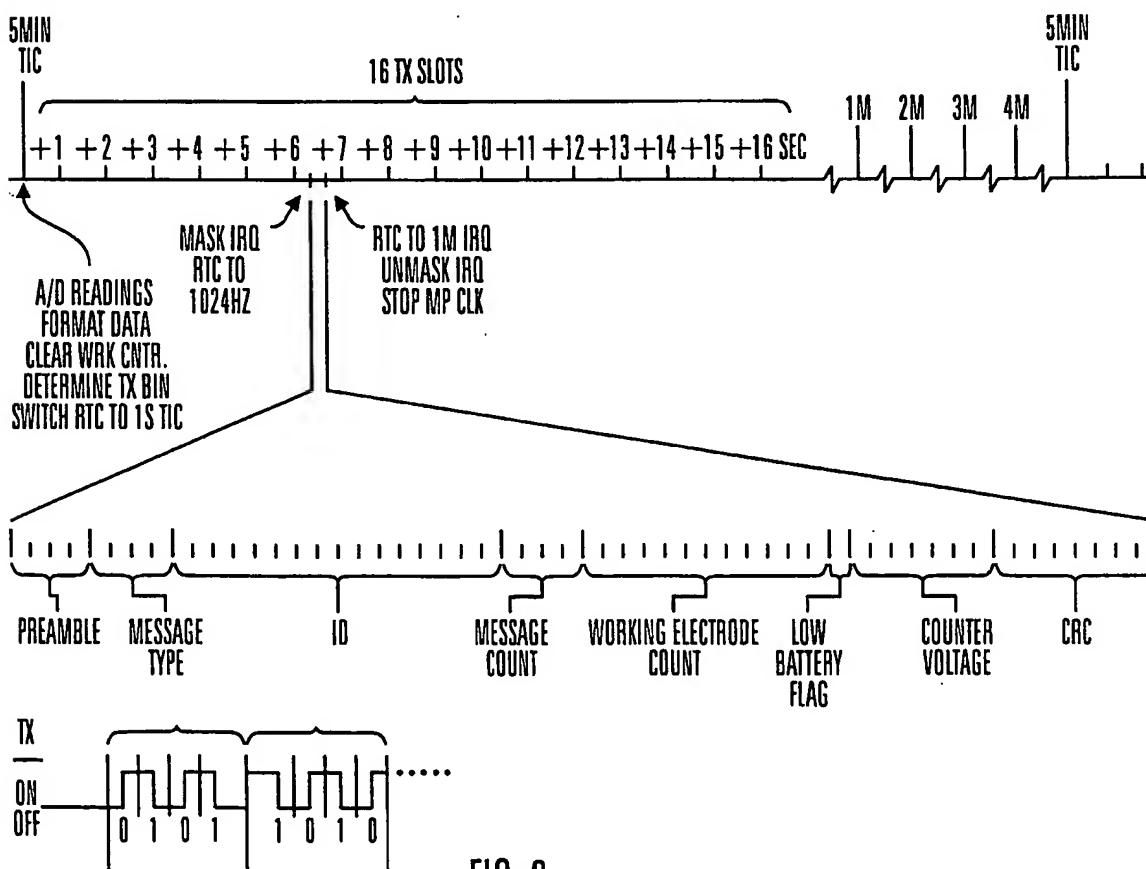 5MIN
TIC
16 TX SLOTS
5MIN
TIC
1M 2M 3M 4M
+1 +2 +3 +4 +5 +6 +7 +8 +9 +10 +11 +12 +13 +14 +15 +16 SEC
MASK IRQ
RTC TO
1024HZ
RTC TO 1M IRQ
UNMASK IRQ
STOP MP CLK
A/D READINGS
FORMAT DATA
CLEAR WRK CNTR.
DETERMINE TX BIN
SWITCH RTC TO 1S TIC
PREAMBLE
MESSAGE
TYPE
ID
MESSAGE
COUNT
WORKING ELECTRODE
COUNT
LOW
BATTERY
FLAG
COUNTER
VOLTAGE
CRC
TX
ON
OFF
0 1 0 1 1 0 1 0